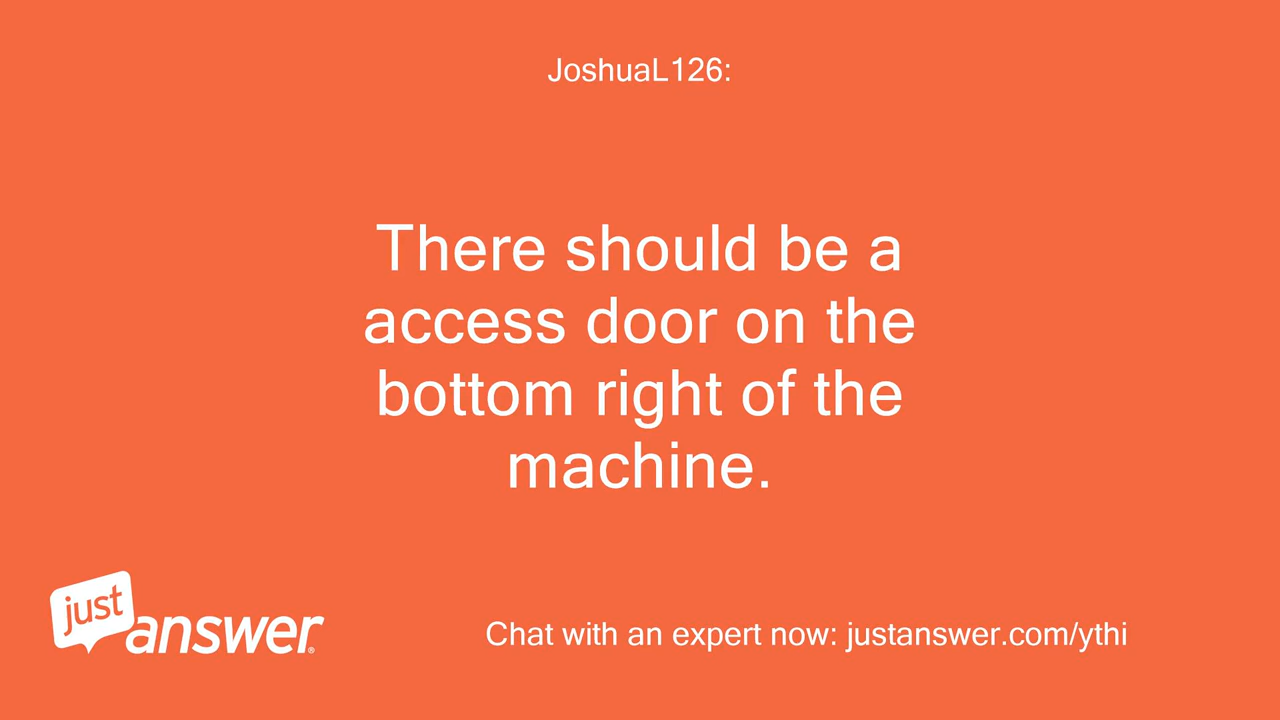 JoshuaL126:
There should be a
access door on the
bottom right of the
machine.
just
answer®
Chat with an expert now: justanswer.com/ythi